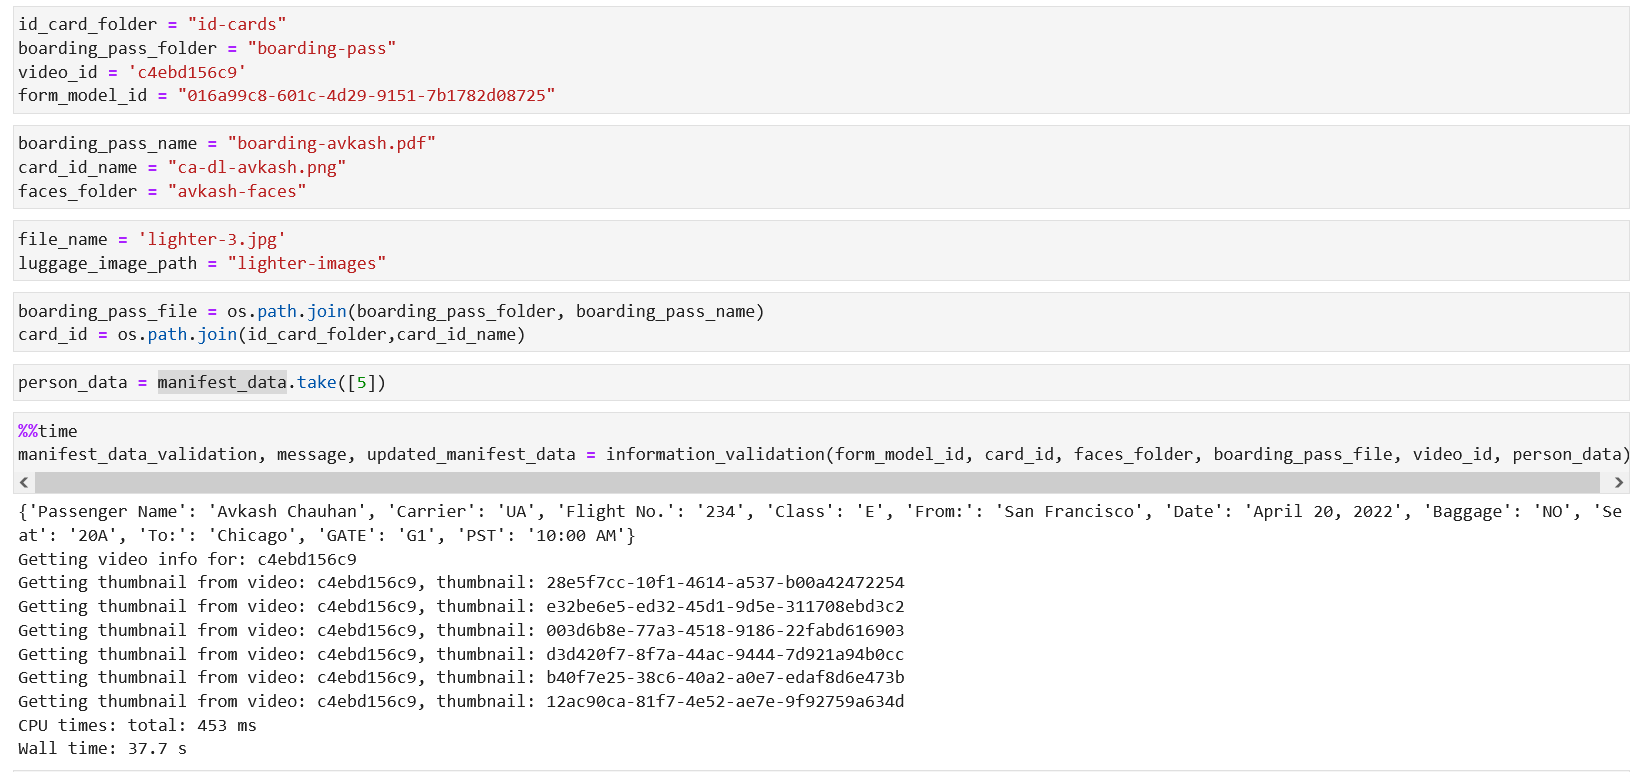 id_card_folder = "id-cards"
boarding_pass_folder = "boarding-pass"
video_id = 'c4ebd156c9'
form_model_id = "016a99c8-601c-4d29-9151-7b1782d08725"
boarding_pass_name = "boarding-avkash.pdf"
card_id_name = "ca-dl-avkash.png"
faces_folder = "avkash-faces"
file_name = 'lighter-3.jpg'
luggage_image_path = "lighter-images"
boarding_pass_file = os.path.join(boarding_pass_folder, boarding_pass_name)
card_id = os.path.join(id_card_folder,card_id_name)
person_data = manifest_data.take([5])
%%time
manifest_data_validation, message, updated_manifest_data = information_validation(form_model_id, card_id, faces_folder, boarding_pass_file, video_id, person_data)
{'Passenger Name': 'Avkash Chauhan', 'Carrier': 'UA', 'Flight No.': '234', 'Class': 'E', 'From:': 'San Francisco', 'Date': 'April 20, 2022', 'Baggage': 'NO', 'Se
at': '20A', 'To:': 'Chicago', 'GATE': 'G1', 'PST': '10:00 AM'}
Getting video info for: c4ebd156c9
Getting thumbnail from video: c4ebd156c9, thumbnail: 28e5f7cc-10f1-4614-a537-b00a42472254
Getting thumbnail from video: c4ebd156c9, thumbnail: e32be6e5-ed32-45d1-9d5e-311708ebd3c2
Getting thumbnail from video: c4ebd156c9, thumbnail: 003d6b8e-77a3-4518-9186-22fabd616903
Getting thumbnail from video: c4ebd156c9, thumbnail: d3d420f7-8f7a-44ac-9444-7d921a94b0cc
Getting thumbnail from video: c4ebd156c9, thumbnail: b40f7e25-38c6-40a2-a0e7-edaf8d6e473b
Getting thumbnail from video: c4ebd156c9, thumbnail: 12ac90ca-81f7-4e52-ae7e-9f92759a634d
CPU times: total: 453 ms
Wall time: 37.7 s